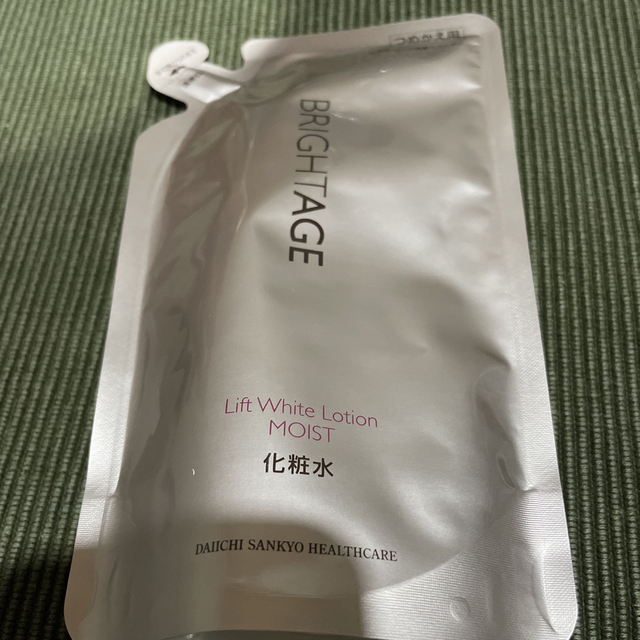 つめかえ用
BRIGHTAGE
Lift White Lotion
MOIST
化粧水
DAIICHI SANKYO HEALTHCARE